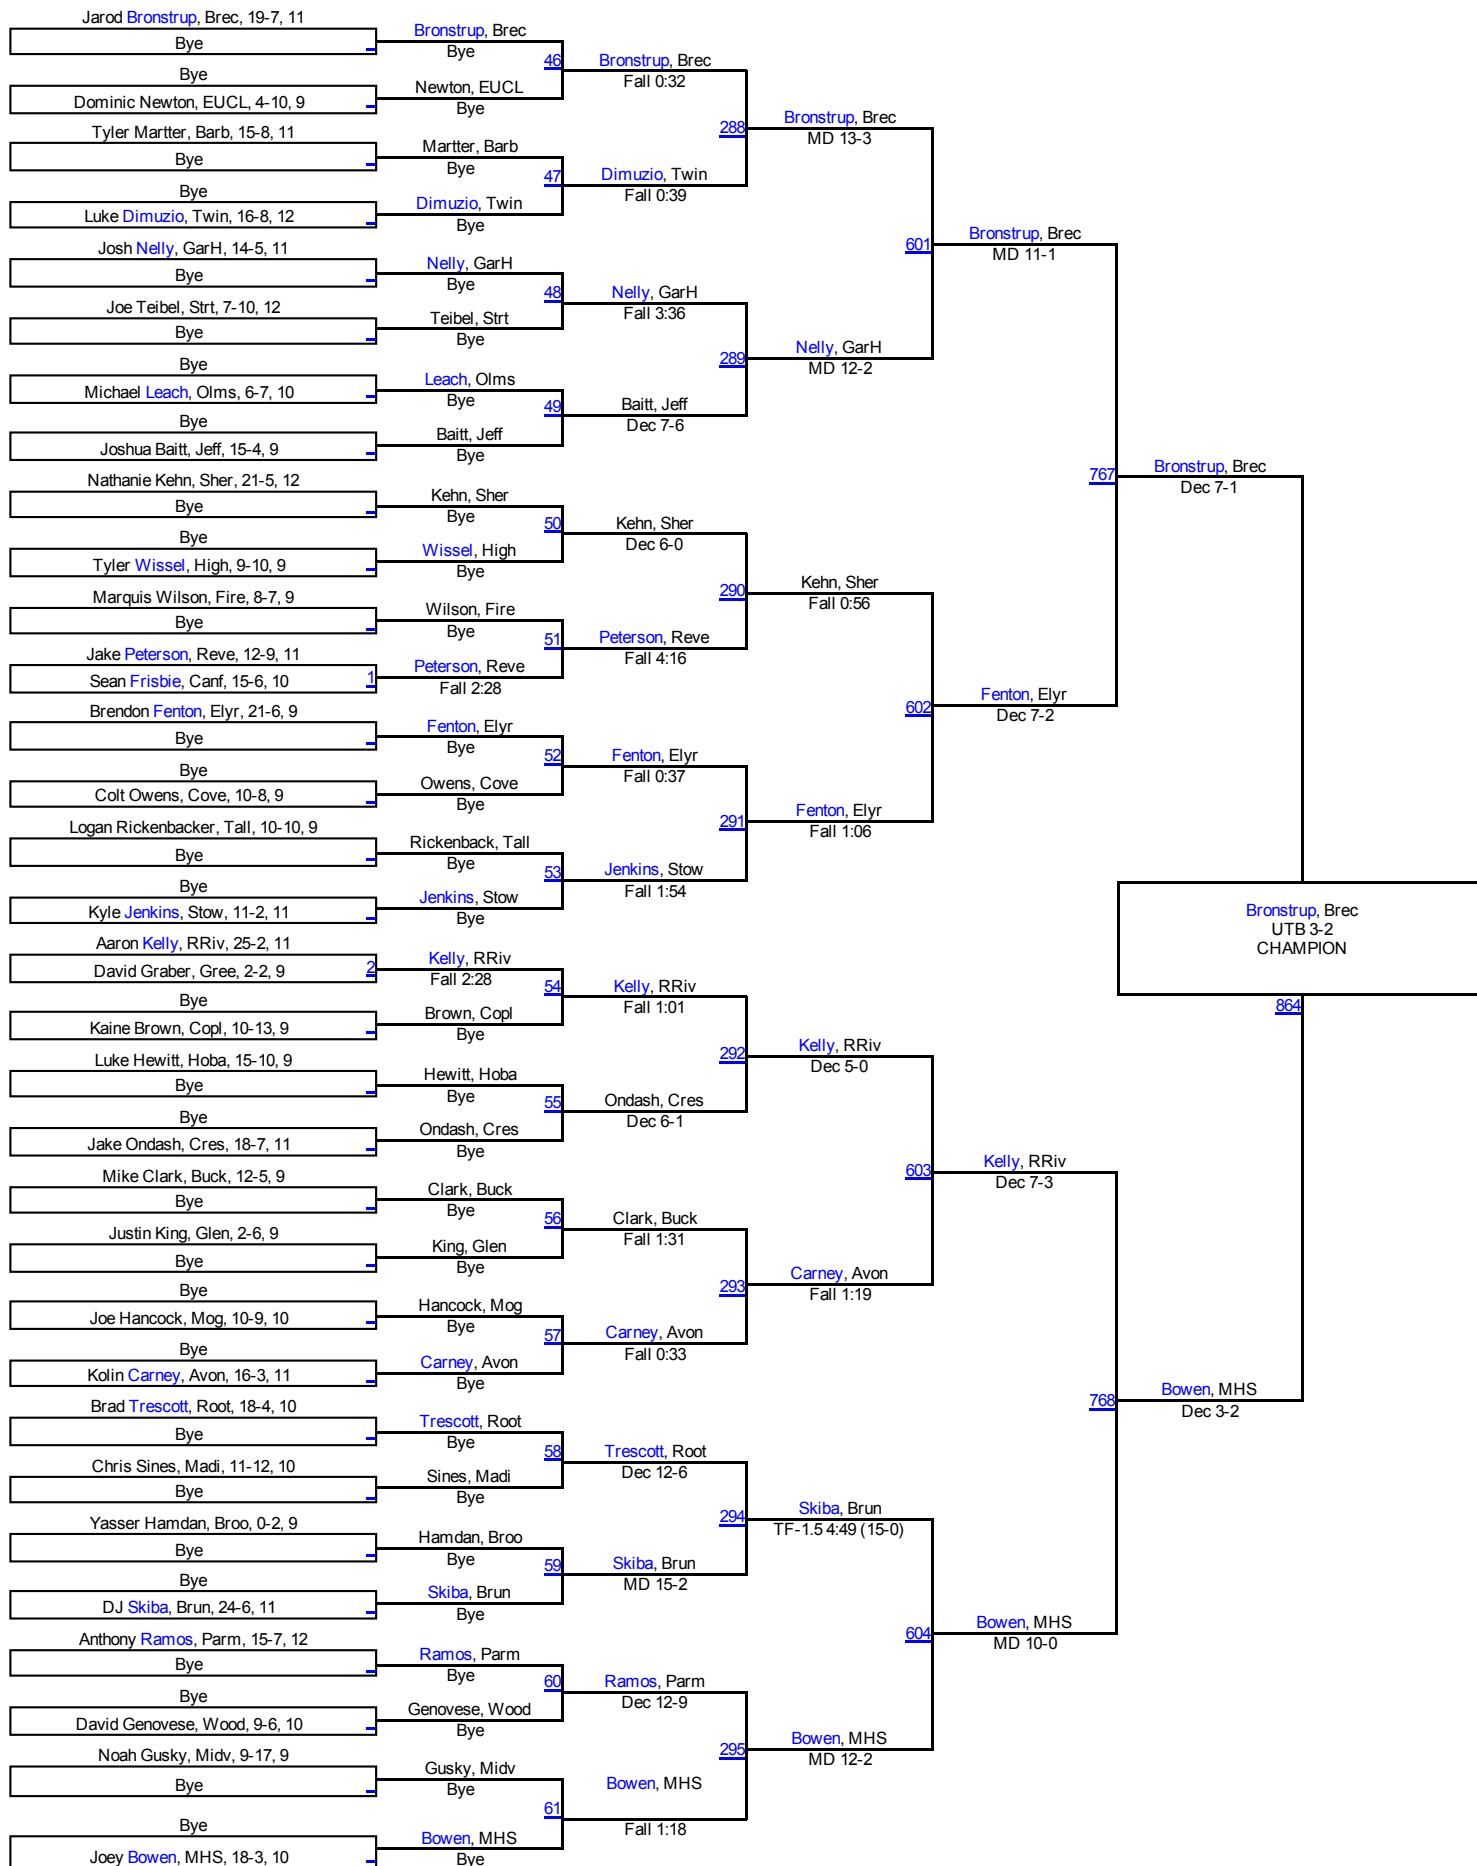 Jarod Bronstrup, Brec, 19-7, 11
Bye
Bye
Dominic Newton, EUCL, 4-10, 9
Tyler Martter, Barb, 15-8, 11
Bye
Bye
Luke Dimuzio, Twin, 16-8, 12
Josh Nelly, GarH, 14-5, 11
Bye
Joe Teibel, Strt, 7-10, 12
Bye
Bye
Michael Leach, Olms, 6-7, 10
Bye
Joshua Baitt, Jeff, 15-4, 9
Nathanie Kehn, Sher, 21-5, 12
Bye
Bye
Tyler Wissel, High, 9-10, 9
Marquis Wilson, Fire, 8-7, 9
Bye
Jake Peterson, Reve, 12-9, 11
Sean Frisbie, Canf, 15-6, 10
1
Brendon Fenton, Elyr, 21-6, 9
Bye
Bye
Colt Owens, Cove, 10-8, 9
Logan Rickenbacker, Tall, 10-10, 9
Bye
Bye
Kyle Jenkins, Stow, 11-2, 11
Aaron Kelly, RRiv, 25-2, 11
David Graber, Gree, 2-2, 9
2
Bye
Kaine Brown, Copl, 10-13, 9
Luke Hewitt, Hoba, 15-10, 9
Bye
Bye
Jake Ondash, Cres, 18-7, 11
Mike Clark, Buck, 12-5, 9
Bye
Justin King, Glen, 2-6, 9
Bye
Bye
Joe Hancock, Mog, 10-9, 10
Bye
Kolin Carney, Avon, 16-3, 11
Brad Trescott, Root, 18-4, 10
Bye
Chris Sines, Madi, 11-12, 10
Bye
Yasser Hamdan, Broo, 0-2, 9
Bye
Bye
DJ Skiba, Brun, 24-6, 11
Anthony Ramos, Parm, 15-7, 12
Bye
Bye
David Genovese, Wood, 9-6, 10
Noah Gusky, Midv, 9-17, 9
Bye
Bye
Joey Bowen, MHS, 18-3, 10
Bronstrup, Brec
Bye
46
Newton, EUCL
Bye
Martter, Barb
Bye
47
Dimuzio, Twin
Bye
Nelly, GarH
Bye
48
Teibel, Strt
Bye
Leach, Olms
Bye
49
Baitt, Jeff
Bye
Kehn, Sher
Bye
50
Wissel, High
Bye
Wilson, Fire
Bye
51
Peterson, Reve
Fall 2:28
Fenton, Elyr
Bye
52
Owens, Cove
Bye
Rickenback, Tall
Bye
53
Jenkins, Stow
Bye
Kelly, RRiv
Fall 2:28
54
Brown, Copl
Bye
Hewitt, Hoba
Bye
55
Ondash, Cres
Bye
Clark, Buck
Bye
56
King, Glen
Bye
Hancock, Mog
Bye
57
Carney, Avon
Bye
Trescott, Root
Bye
58
Sines, Madi
Bye
Hamdan, Broo
Bye
59
Skiba, Brun
Bye
Ramos, Parm
Bye
60
Genovese, Wood
Bye
Gusky, Midv
Bye
61
Bowen, MHS
Bye
Bronstrup, Brec
Fall 0:32
288
Dimuzio, Twin
Fall 0:39
Nelly, GarH
Fall 3:36
289
Baitt, Jeff
Dec 7-6
Kehn, Sher
Dec 6-0
290
Peterson, Reve
Fall 4:16
Fenton, Elyr
Fall 0:37
291
Jenkins, Stow
Fall 1:54
Kelly, RRiv
Fall 1:01
292
Ondash, Cres
Dec 6-1
Clark, Buck
Fall 1:31
293
Carney, Avon
Fall 0:33
Trescott, Root
Dec 12-6
294
Skiba, Brun
MD 15-2
Ramos, Parm
Dec 12-9
295
Bowen, MHS
Fall 1:18
Bronstrup, Brec
MD 13-3
601
Nelly, GarH
MD 12-2
Kehn, Sher
Fall 0:56
602
Fenton, Elyr
Fall 1:06
Kelly, RRiv
Dec 5-0
603
Carney, Avon
Fall 1:19
Skiba, Brun
TF-1.5 4:49 (15-0)
604
Bowen, MHS
MD 12-2
Bronstrup, Brec
MD 11-1
767
Fenton, Elyr
Dec 7-2
Kelly, RRiv
Dec 7-3
768
Bowen, MHS
MD 10-0
Bronstrup, Brec
Dec 7-1
Bowen, MHS
Dec 3-2
Bronstrup, Brec
UTB 3-2
CHAMPION
864